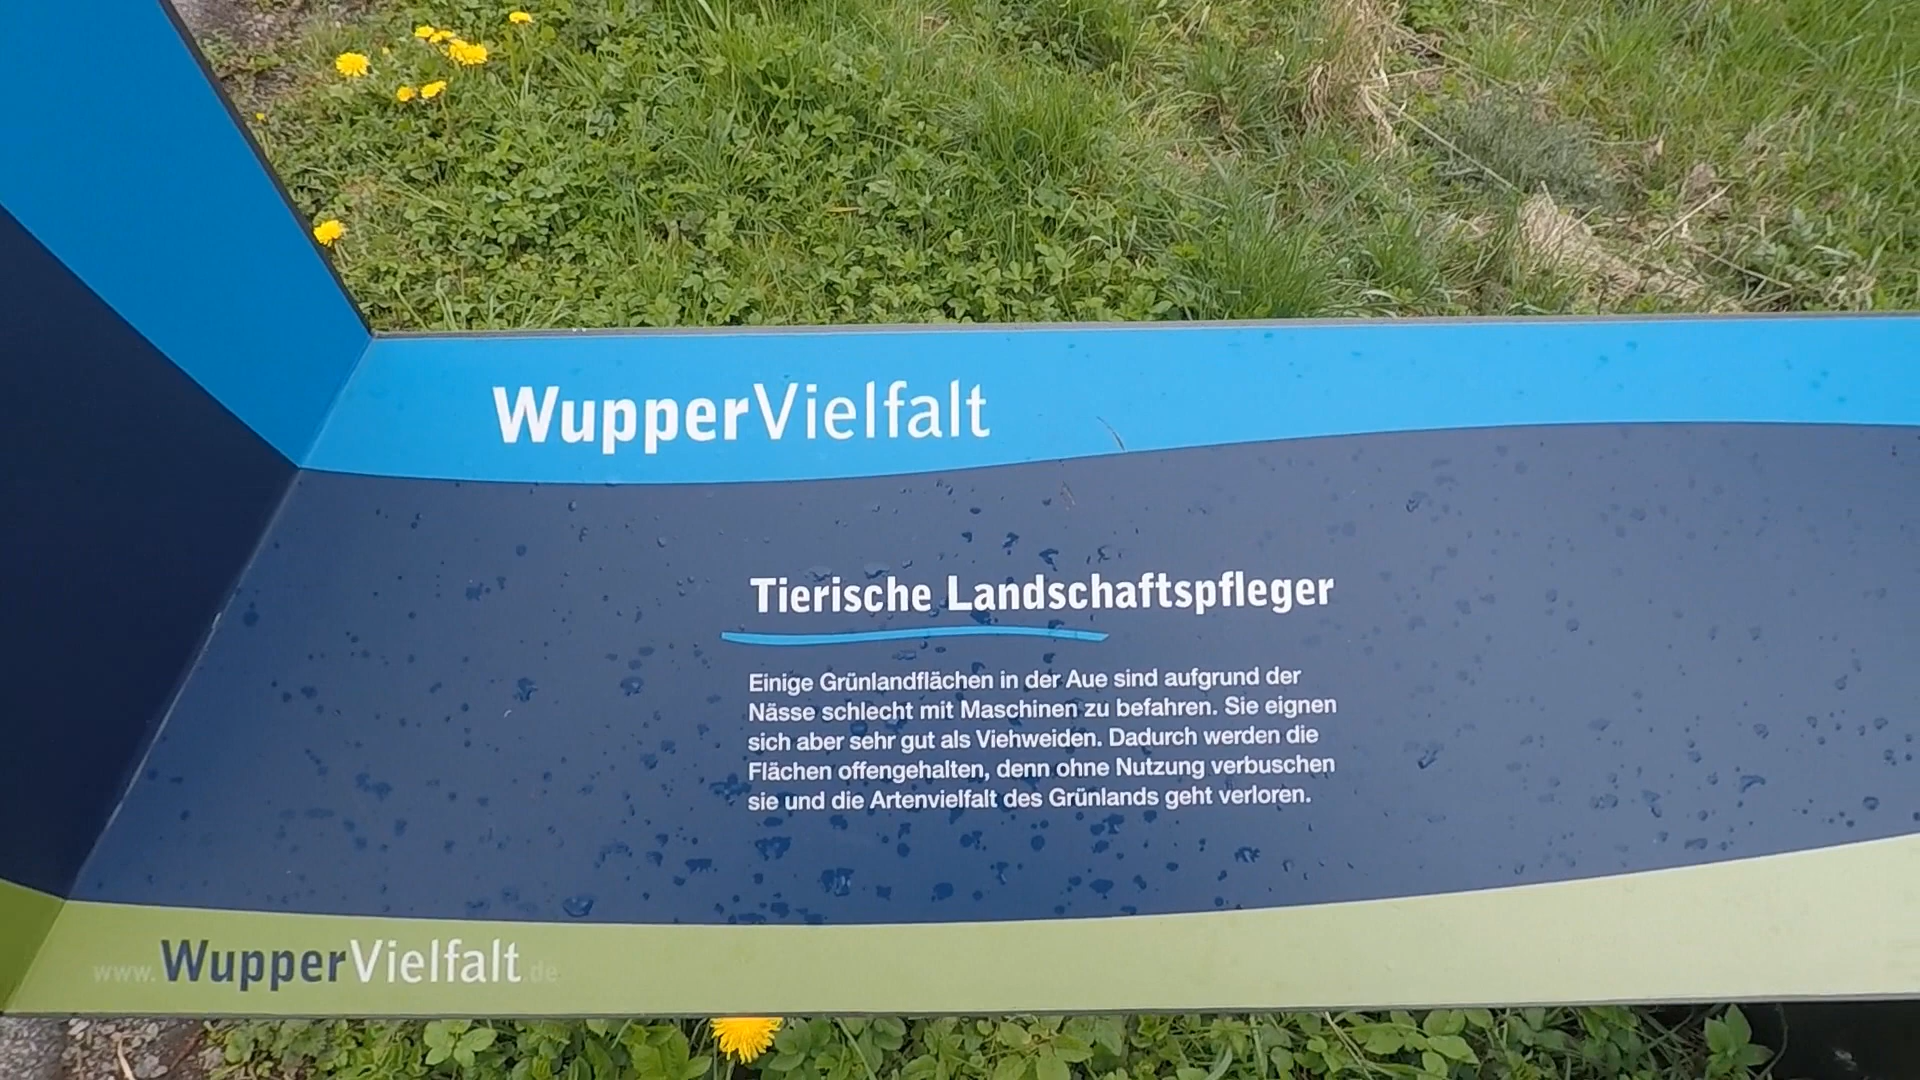 WupperVielfalt
Tierische Landschaftspfleger
Einige Grünlandflächen in der Aue sind aufgrund der
Nässe schlecht mit Maschinen zu befahren. Sie eignen
sich aber sehr gut als Viehweiden. Dadurch werden die
Flächen offengehalten, denn ohne Nutzung verbuschen
sie und die Artenvielfalt des Grünlands geht verloren.
www.WupperVielfalt.de